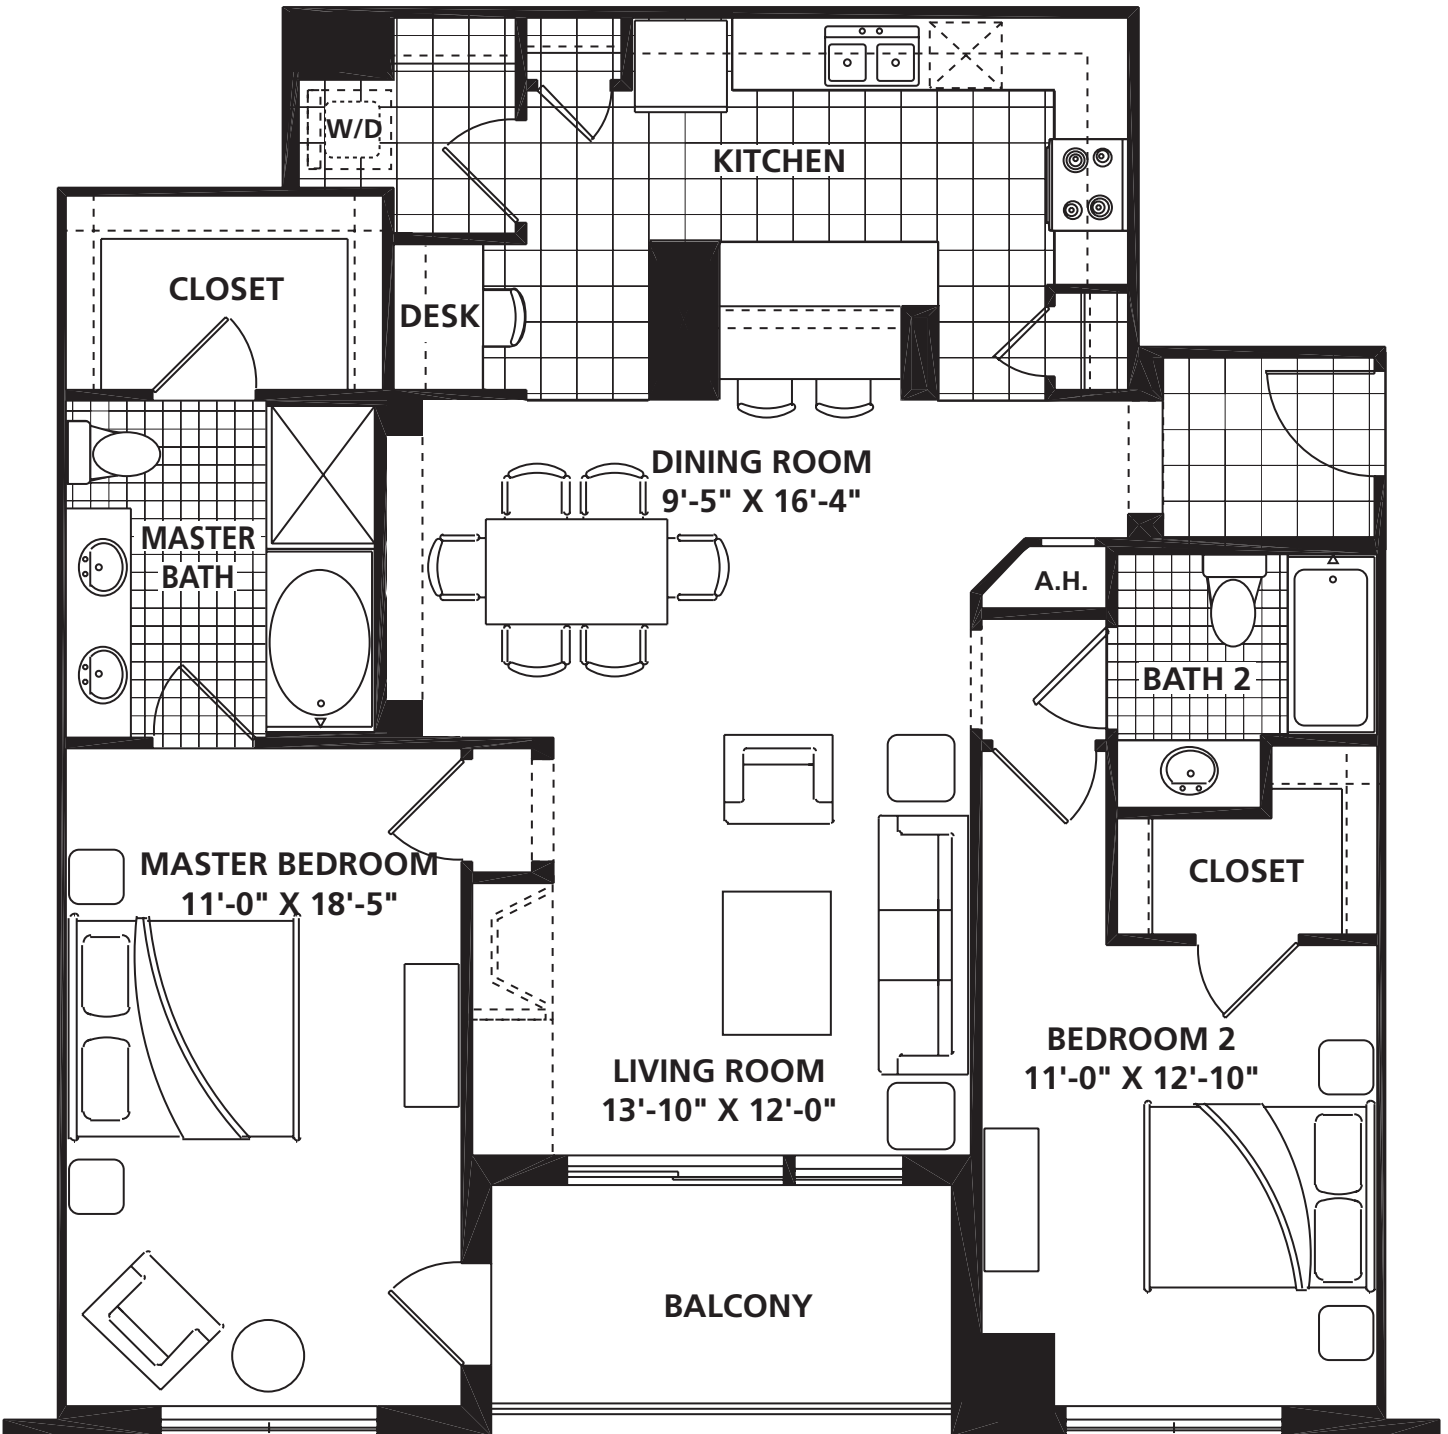 W/D
KITCHEN
CLOSET
DESK
DINING ROOM
9'-5" X 16'-4"
MASTER
BATH
A.H.
BATH 2
MASTER BEDROOM
11'-0" X 18'-5"
CLOSET
LIVING ROOM
13'-10" X 12'-0"
BEDROOM 2
11'-0" X 12'-10"
BALCONY